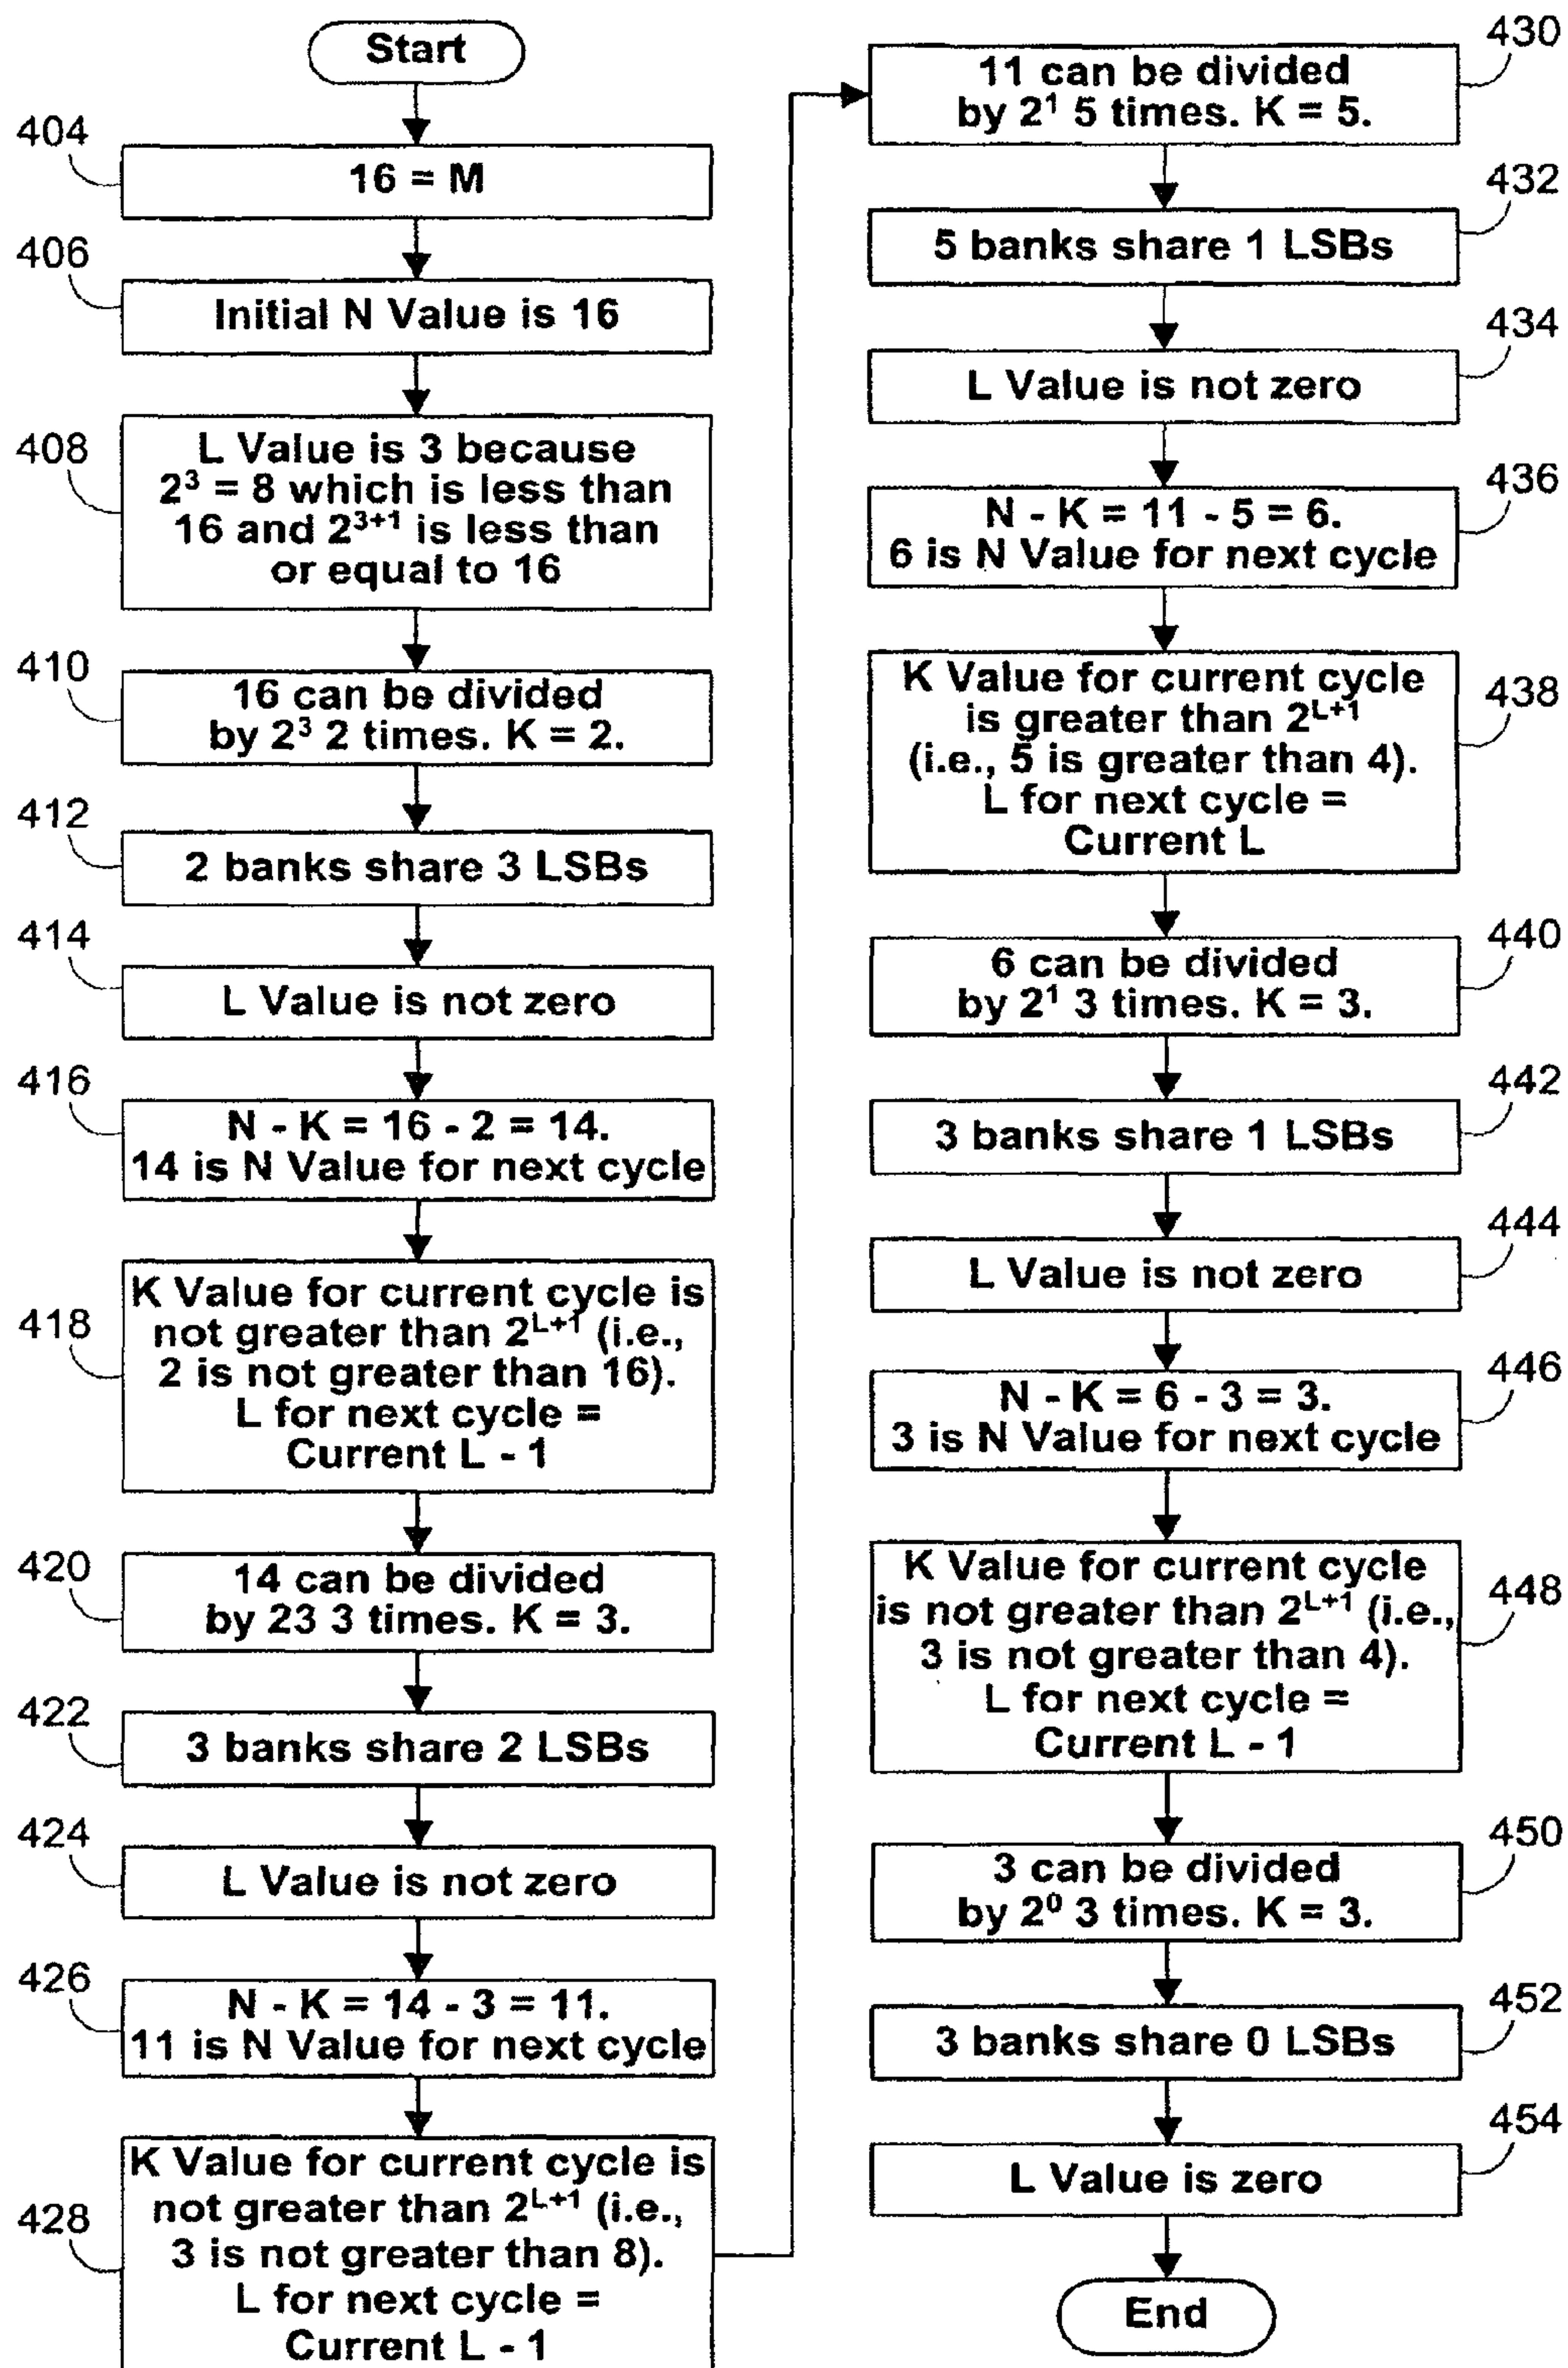 Start
404
16 = M
406
Initial N Value is 16
408
L Value is 3 because
2³ = 8 which is less than
16 and 2³⁺¹ is less than
or equal to 16
410
16 can be divided
by 2³ 2 times. K = 2.
412
2 banks share 3 LSBs
414
L Value is not zero
416
N - K = 16 - 2 = 14.
14 is N Value for next cycle
418
K Value for current cycle is
not greater than 2ᴸ⁺¹ (i.e.,
2 is not greater than 16).
L for next cycle =
Current L - 1
420
14 can be divided
by 23 3 times. K = 3.
422
3 banks share 2 LSBs
424
L Value is not zero
426
N - K = 14 - 3 = 11.
11 is N Value for next cycle
428
K Value for current cycle is
not greater than 2ᴸ⁺¹ (i.e.,
3 is not greater than 8).
L for next cycle =
Current L - 1
430
11 can be divided
by 2¹ 5 times. K = 5.
432
5 banks share 1 LSBs
434
L Value is not zero
436
N - K = 11 - 5 = 6.
6 is N Value for next cycle
438
K Value for current cycle
is greater than 2ᴸ⁺¹
(i.e., 5 is greater than 4).
L for next cycle =
Current L
440
6 can be divided
by 2¹ 3 times. K = 3.
442
3 banks share 1 LSBs
444
L Value is not zero
446
N - K = 6 - 3 = 3.
3 is N Value for next cycle
448
K Value for current cycle
is not greater than 2ᴸ⁺¹ (i.e.,
3 is not greater than 4).
L for next cycle =
Current L - 1
450
3 can be divided
by 2⁰ 3 times. K = 3.
452
3 banks share 0 LSBs
454
L Value is zero
End